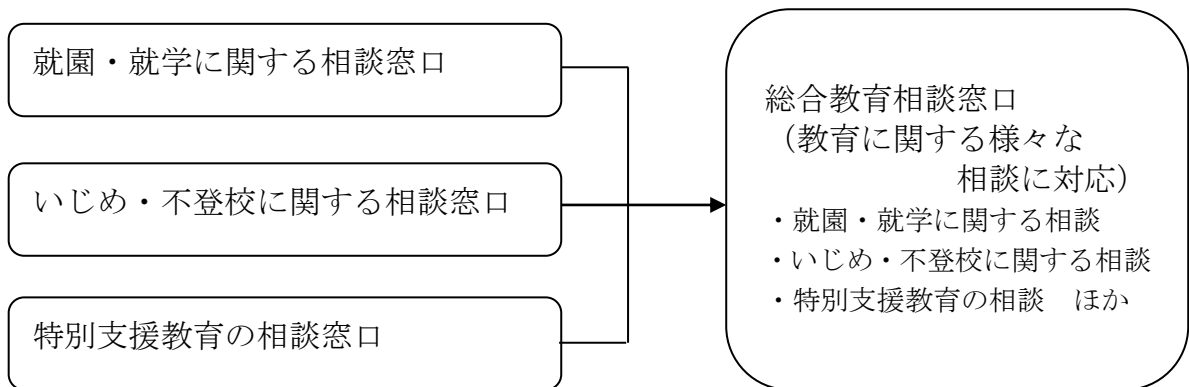 就園・就学に関する相談窓口
いじめ・不登校に関する相談窓口
特別支援教育の相談窓口
総合教育相談窓口
（教育に関する様々な
相談に対応）
・就園・就学に関する相談
・いじめ・不登校に関する相談
・特別支援教育の相談　ほか